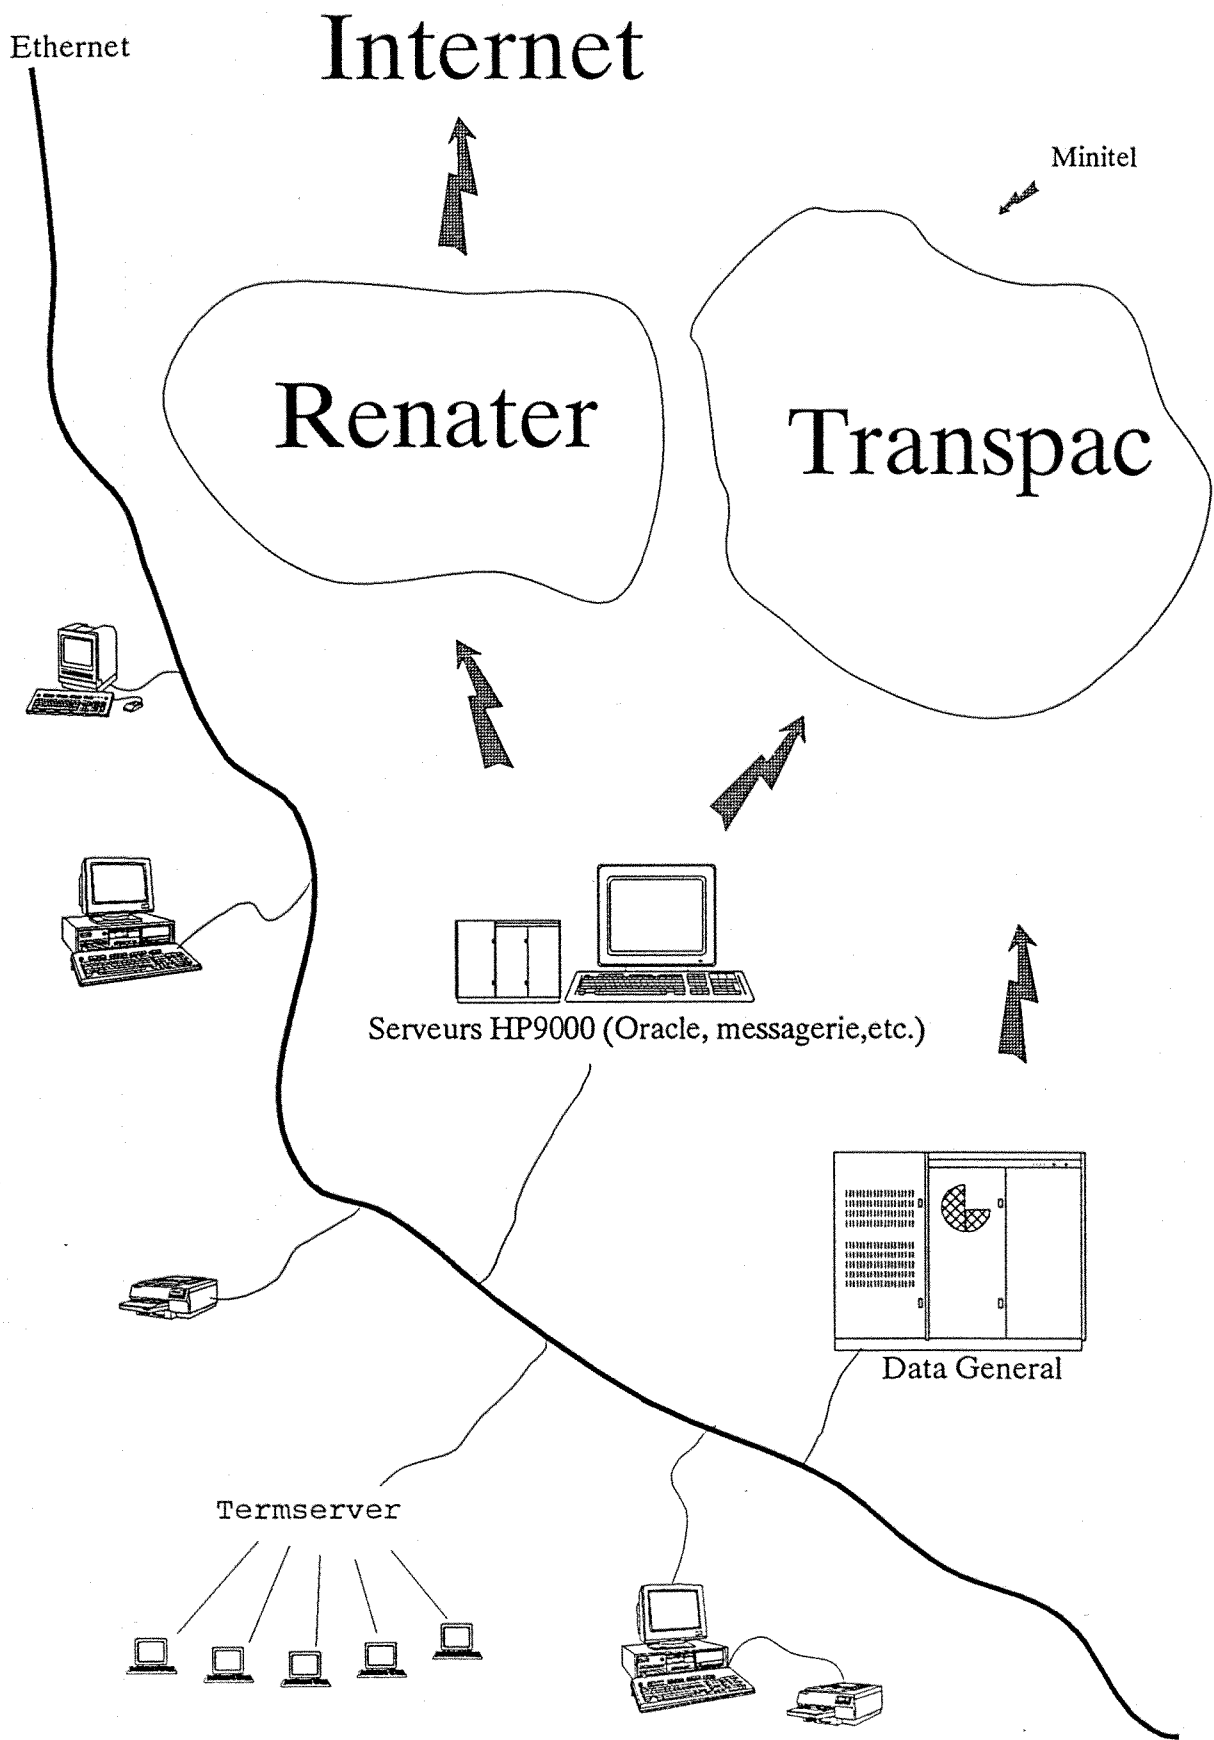 Ethernet
Internet
Minitel
Renater
Transpac
Serveurs HP9000 (Oracle, messagerie,etc.)
Data General
Termserver